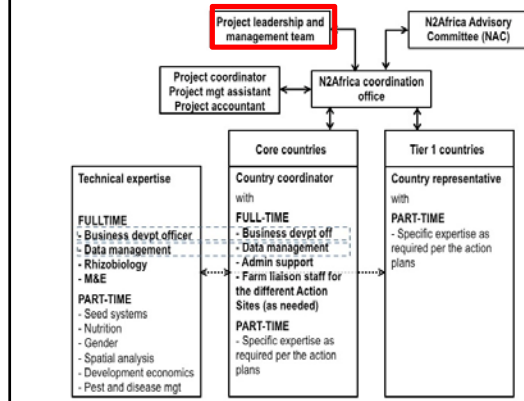 Project leadership and
management team
N2Africa Advisory
Committee (NAC)
Project coordinator
Project mgt assistant
Project accountant
N2Africa coordination
office
Technical expertise
FULLTIME
- Business devpt officer
- Data management
- Rhizobiology
- M&E
PART-TIME
- Seed systems
- Nutrition
- Gender
- Spatial analysis
- Development economics
- Pest and disease mgt
Core countries
Country coordinator
with
FULL-TIME
- Business devpt off
- Data management
- Admin support
- Farm liaison staff for
the different Action
Sites (as needed)
PART-TIME
- Specific expertise as
required per the action
plans
Tier 1 countries
Country representative
with
PART-TIME
- Specific expertise as
required per the action
plans